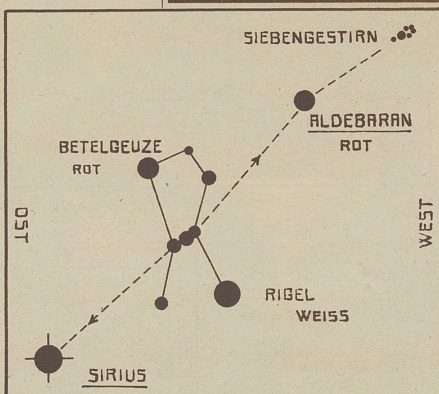 SIEBENGESTIRN
ALDEBARAN
ROT
BETELGEUZE
ROT
OST
WEST
RIGEL
WEISS
SIRIUS